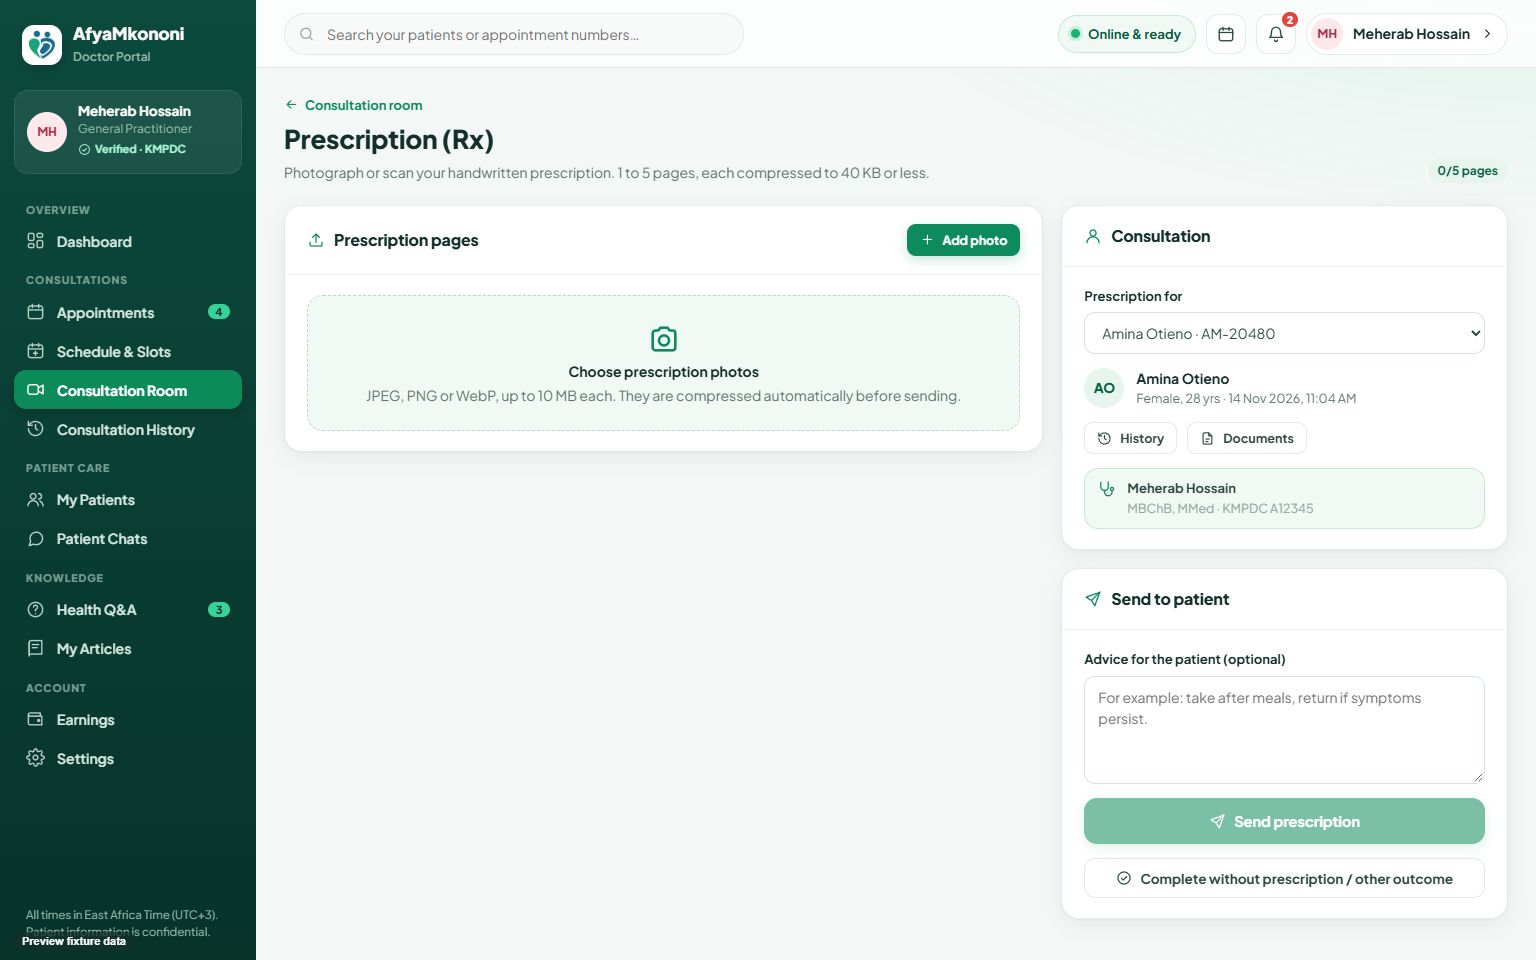 AfyaMkononi
Doctor Portal
MH
Meherab Hossain
General Practitioner
Verified · KMPDC
OVERVIEW
Dashboard
CONSULTATIONS
Appointments 4
Schedule & Slots
Consultation Room
Consultation History
PATIENT CARE
My Patients
Patient Chats
KNOWLEDGE
Health Q&A 3
My Articles
ACCOUNT
Earnings
Settings
All times in East Africa Time (UTC+3).
Patient information is confidential.
Preview fixture data
Search your patients or appointment numbers…
Online & ready
2
MH Meherab Hossain
Consultation room
Prescription (Rx)
Photograph or scan your handwritten prescription. 1 to 5 pages, each compressed to 40 KB or less.
0/5 pages
Prescription pages
Add photo
Choose prescription photos
JPEG, PNG or WebP, up to 10 MB each. They are compressed automatically before sending.
Consultation
Prescription for
Amina Otieno · AM-20480
AO
Amina Otieno
Female, 28 yrs · 14 Nov 2026, 11:04 AM
History
Documents
Meherab Hossain
MBChB, MMed · KMPDC A12345
Send to patient
Advice for the patient (optional)
For example: take after meals, return if symptoms
persist.
Send prescription
Complete without prescription / other outcome